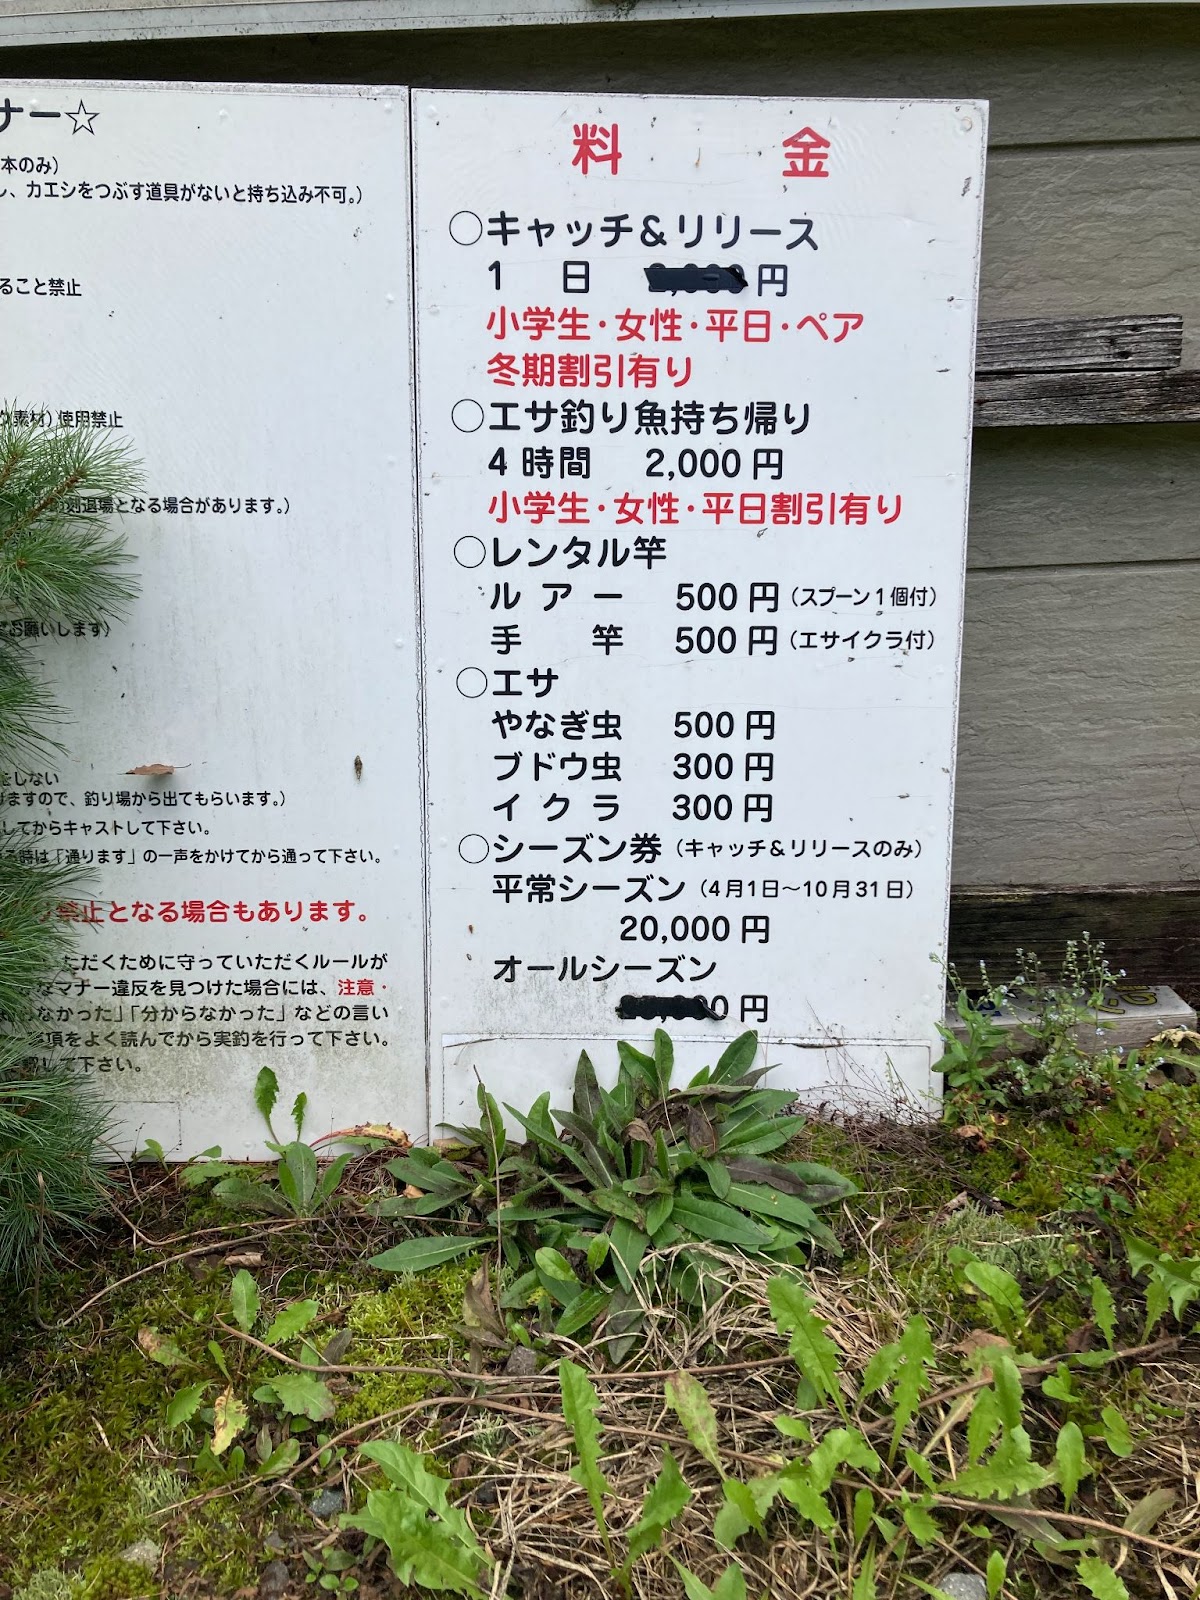 ナー☆
本のみ）
し、カエシをつぶす道具がないと持ち込み不可。）
ること禁止
素材）使用禁止
退場となる場合があります。）
お願いします）
をしない
ますので、釣り場から出てもらいます。）
してからキャストして下さい。
時は「通ります」の一声をかけてから通って下さい。
禁止となる場合もあります。
ただくために守っていただくルールが
なマナー違反を見つけた場合には、注意・
らなかった」「分からなかった」などの言い
事項をよく読んでから実釣を行って下さい。
して下さい。
料金
○キャッチ＆リリース
1日 円
小学生・女性・平日・ペア
冬期割引有り
○エサ釣り魚持ち帰り
4時間 2,000円
小学生・女性・平日割引有り
○レンタル竿
ルアー 500円（スプーン1個付）
手竿 500円（エサイクラ付）
○エサ
やなぎ虫 500円
ブドウ虫 300円
イクラ 300円
○シーズン券（キャッチ＆リリースのみ）
平常シーズン（4月1日～10月31日）
20,000円
オールシーズン
0円